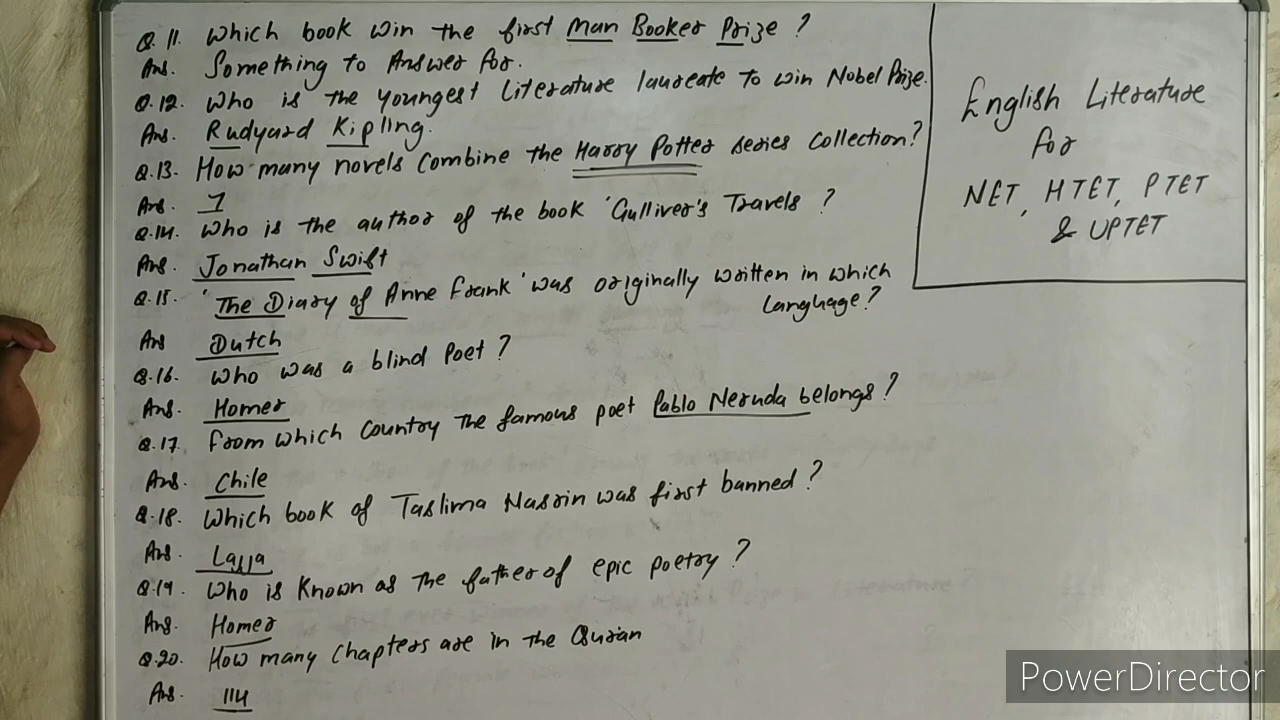 Q.11. Which book win the first Man Booker Prize ?
Ans. Something to Answer for.
Q.12. Who is the youngest Literature laureate to win Nobel Prize.
Ans. Rudyard Kipling.
Q.13. How many novels combine the Harry Potter series collection?
Ans. 7
Q.14. Who is the author of the book 'Gulliver's Travels ?
Ans. Jonathan Swift
Q.15. 'The Diary of Anne Frank' was originally written in which
Language?
Ans Dutch
Q.16. Who was a blind Poet ?
Ans. Homer
Q.17. From which Country the famous poet Pablo Neruda belongs ?
Ans. Chile
Q.18. Which book of Taslima Nasrin was first banned ?
Ans. Lajja
Q.19. Who is Known as the father of epic poetry ?
Ans. Homer
Q.20. How many Chapters are in the Quran
Ans. 114
English Literature
for
NET, HTET, PTET
& UPTET
PowerDirector